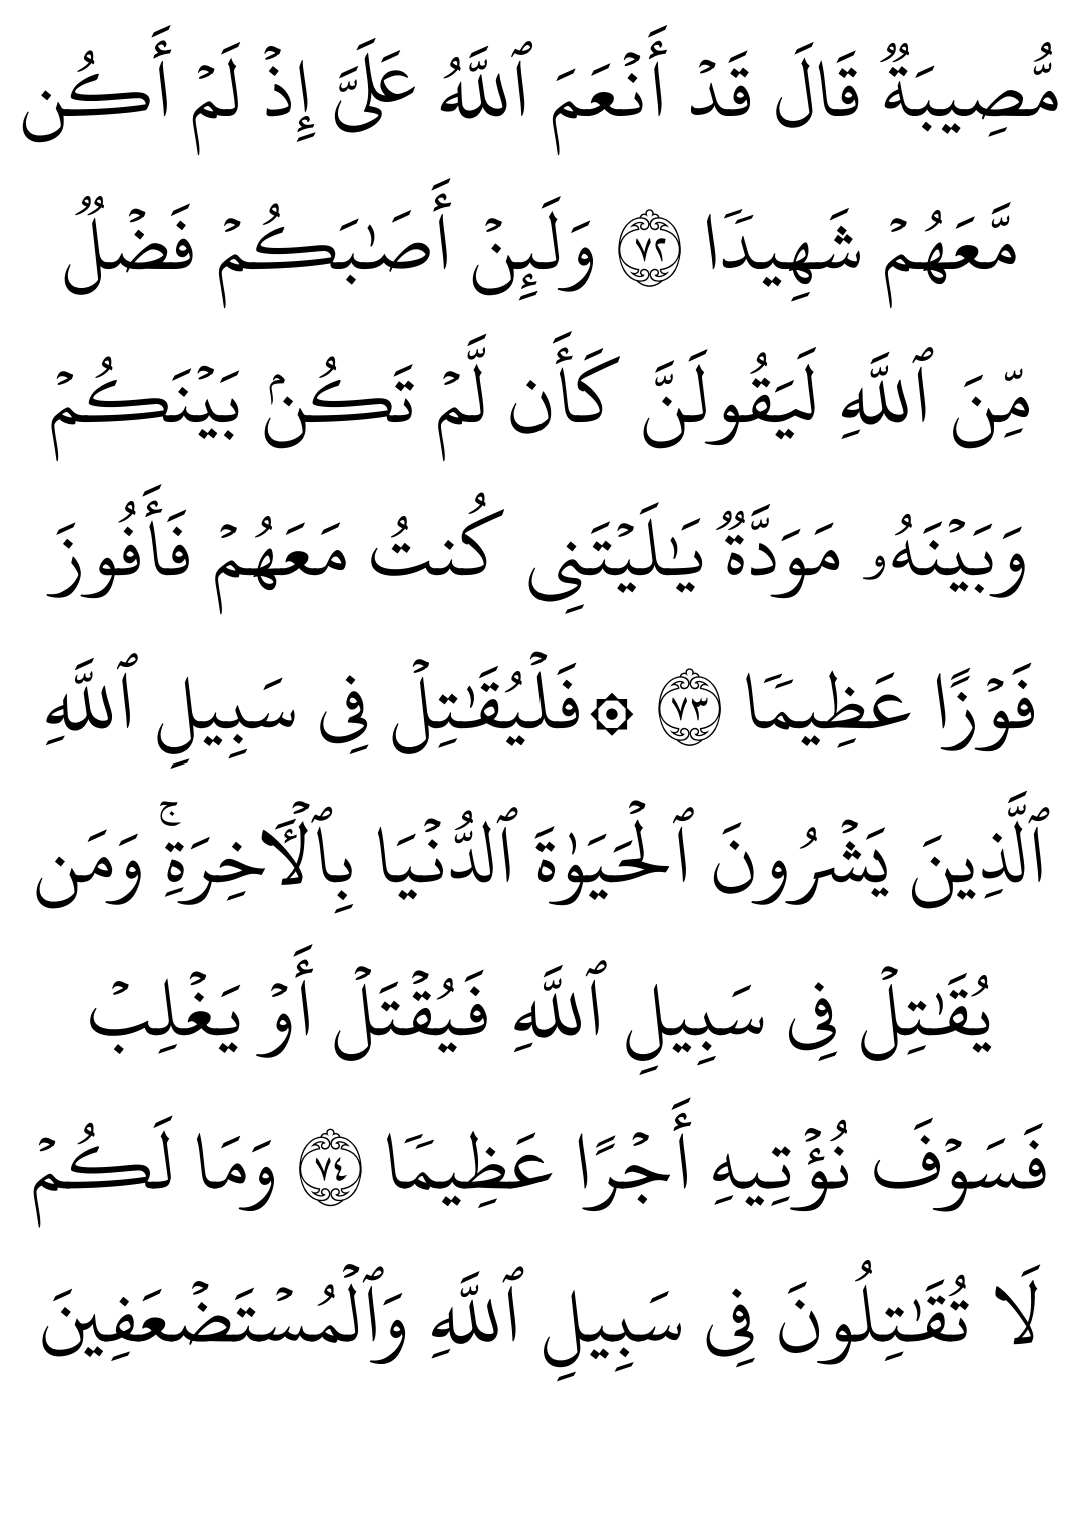 مُّصِيبَةٌ قَالَ قَدْ أَنْعَمَ ٱللَّهُ عَلَىَّ إِذْ لَمْ أَكُن
مَّعَهُمْ شَهِيدًا ۝٧٢ وَلَئِنْ أَصَـٰبَكُمْ فَضْلٌ
مِّنَ ٱللَّهِ لَيَقُولَنَّ كَأَن لَّمْ تَكُنۢ بَيْنَكُمْ
وَبَيْنَهُۥ مَوَدَّةٌ يَـٰلَيْتَنِى كُنتُ مَعَهُمْ فَأَفُوزَ
فَوْزًا عَظِيمًا ۝٧٣ ۞فَلْيُقَـٰتِلْ فِى سَبِيلِ ٱللَّهِ
ٱلَّذِينَ يَشْرُونَ ٱلْحَيَوٰةَ ٱلدُّنْيَا بِٱلْـَٔاخِرَةِ ۚ وَمَن
يُقَـٰتِلْ فِى سَبِيلِ ٱللَّهِ فَيُقْتَلْ أَوْ يَغْلِبْ
فَسَوْفَ نُؤْتِيهِ أَجْرًا عَظِيمًا ۝٧٤ وَمَا لَكُمْ
لَا تُقَـٰتِلُونَ فِى سَبِيلِ ٱللَّهِ وَٱلْمُسْتَضْعَفِينَ